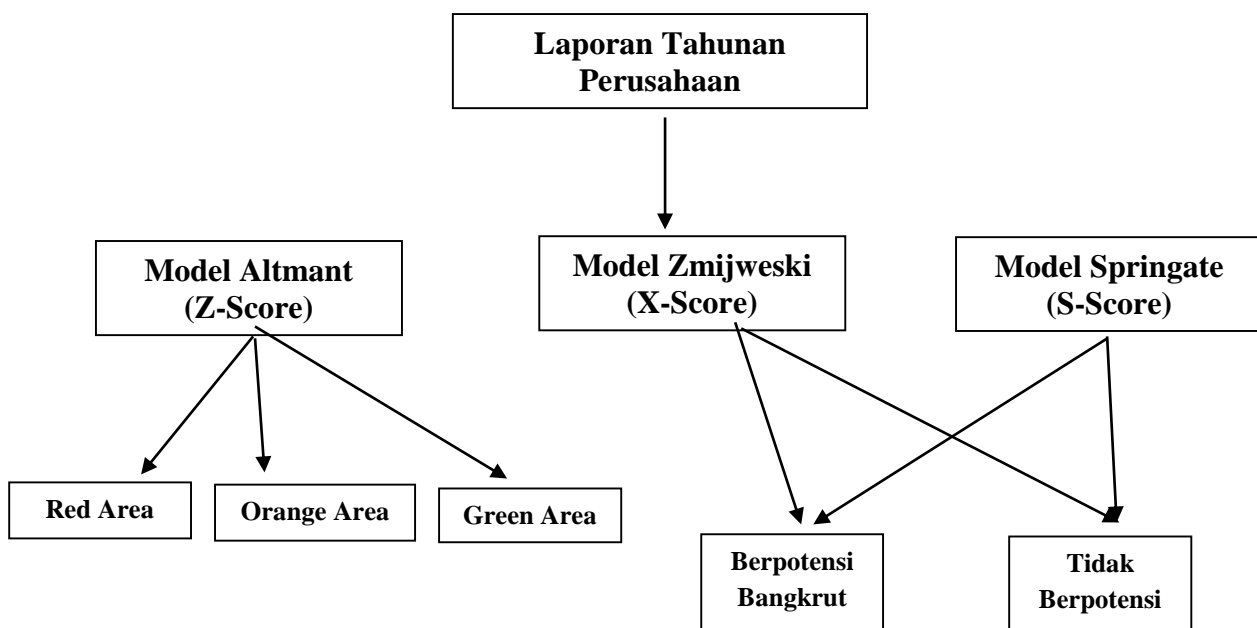 Laporan Tahunan
Perusahaan
Model Altmant
(Z-Score)
Model Zmijweski
(X-Score)
Model Springate
(S-Score)
Red Area
Orange Area
Green Area
Berpotensi
Bangkrut
Tidak
Berpotensi